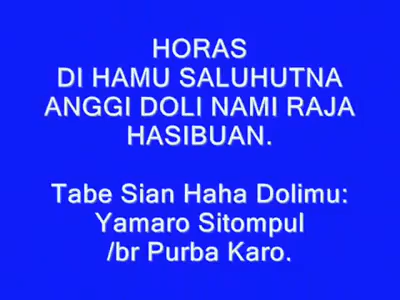 HORAS
DI HAMU SALUHUTNA
ANGGI DOLI NAMI RAJA
HASIBUAN.
Tabe Sian Haha Dolimu:
Yamaro Sitompul
/br Purba Karo.